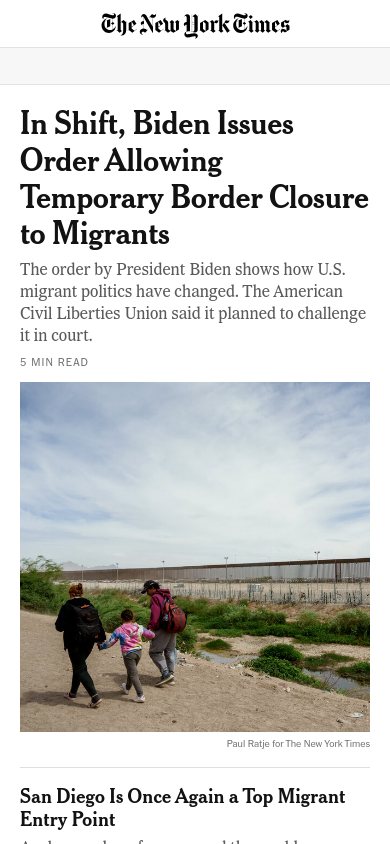 The New York Times
In Shift, Biden Issues
Order Allowing
Temporary Border Closure
to Migrants
The order by President Biden shows how U.S.
migrant politics have changed. The American
Civil Liberties Union said it planned to challenge
it in court.
5 MIN READ
Paul Ratje for The New York Times
San Diego Is Once Again a Top Migrant
Entry Point